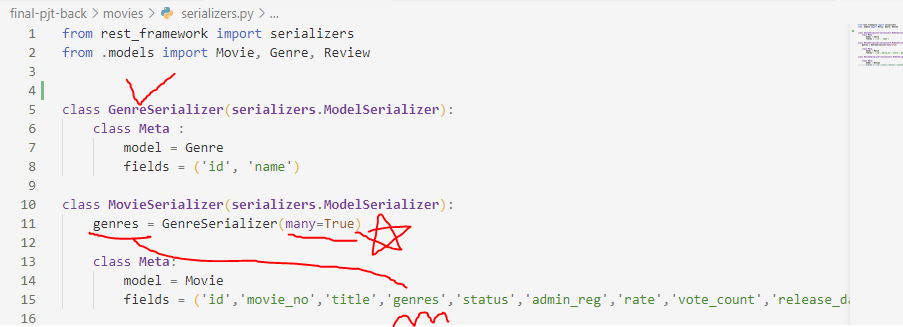 final-pjt-back > movies > serializers.py > ...
1 from rest_framework import serializers
2 from .models import Movie, Genre, Review
3
4
5 class GenreSerializer(serializers.ModelSerializer):
6 class Meta :
7 model = Genre
8 fields = ('id', 'name')
9
10 class MovieSerializer(serializers.ModelSerializer):
11 genres = GenreSerializer(many=True)
12
13 class Meta:
14 model = Movie
15 fields = ('id','movie_no','title','genres','status','admin_reg','rate','vote_count','release_da
16